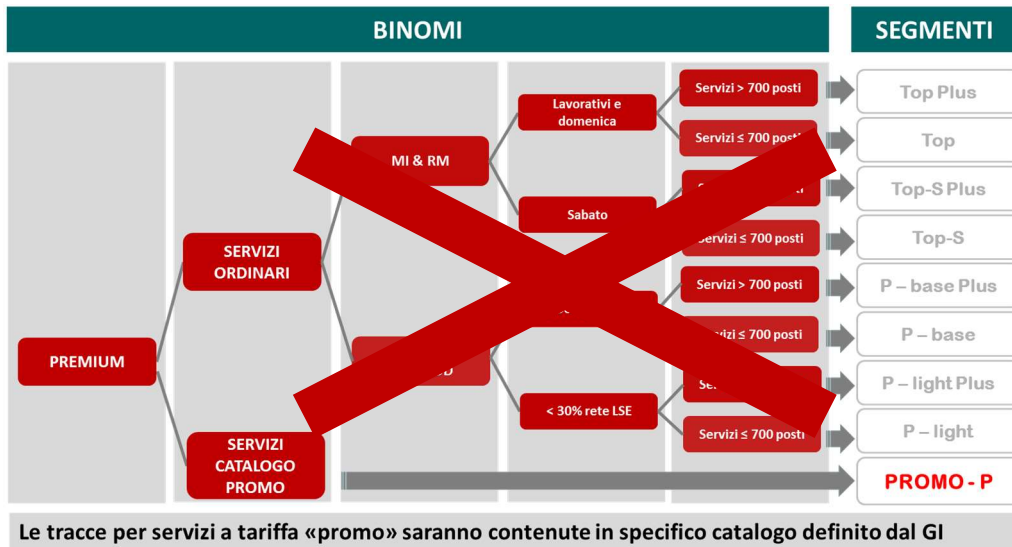 BINOMI
SEGMENTI
PREMIUM
SERVIZI
ORDINARI
SERVIZI
CATALOGO
PROMO
MI & RM
Lavorativi e
domenica
Sabato
< 30% rete LSE
Servizi > 700 posti
Servizi ≤ 700 posti
Servizi ≤ 700 posti
Servizi > 700 posti
Servizi ≤ 700 posti
Servizi ≤ 700 posti
Top Plus
Top
Top-S Plus
Top-S
P – base Plus
P – base
P – light Plus
P – light
PROMO - P
Le tracce per servizi a tariffa «promo» saranno contenute in specifico catalogo definito dal GI